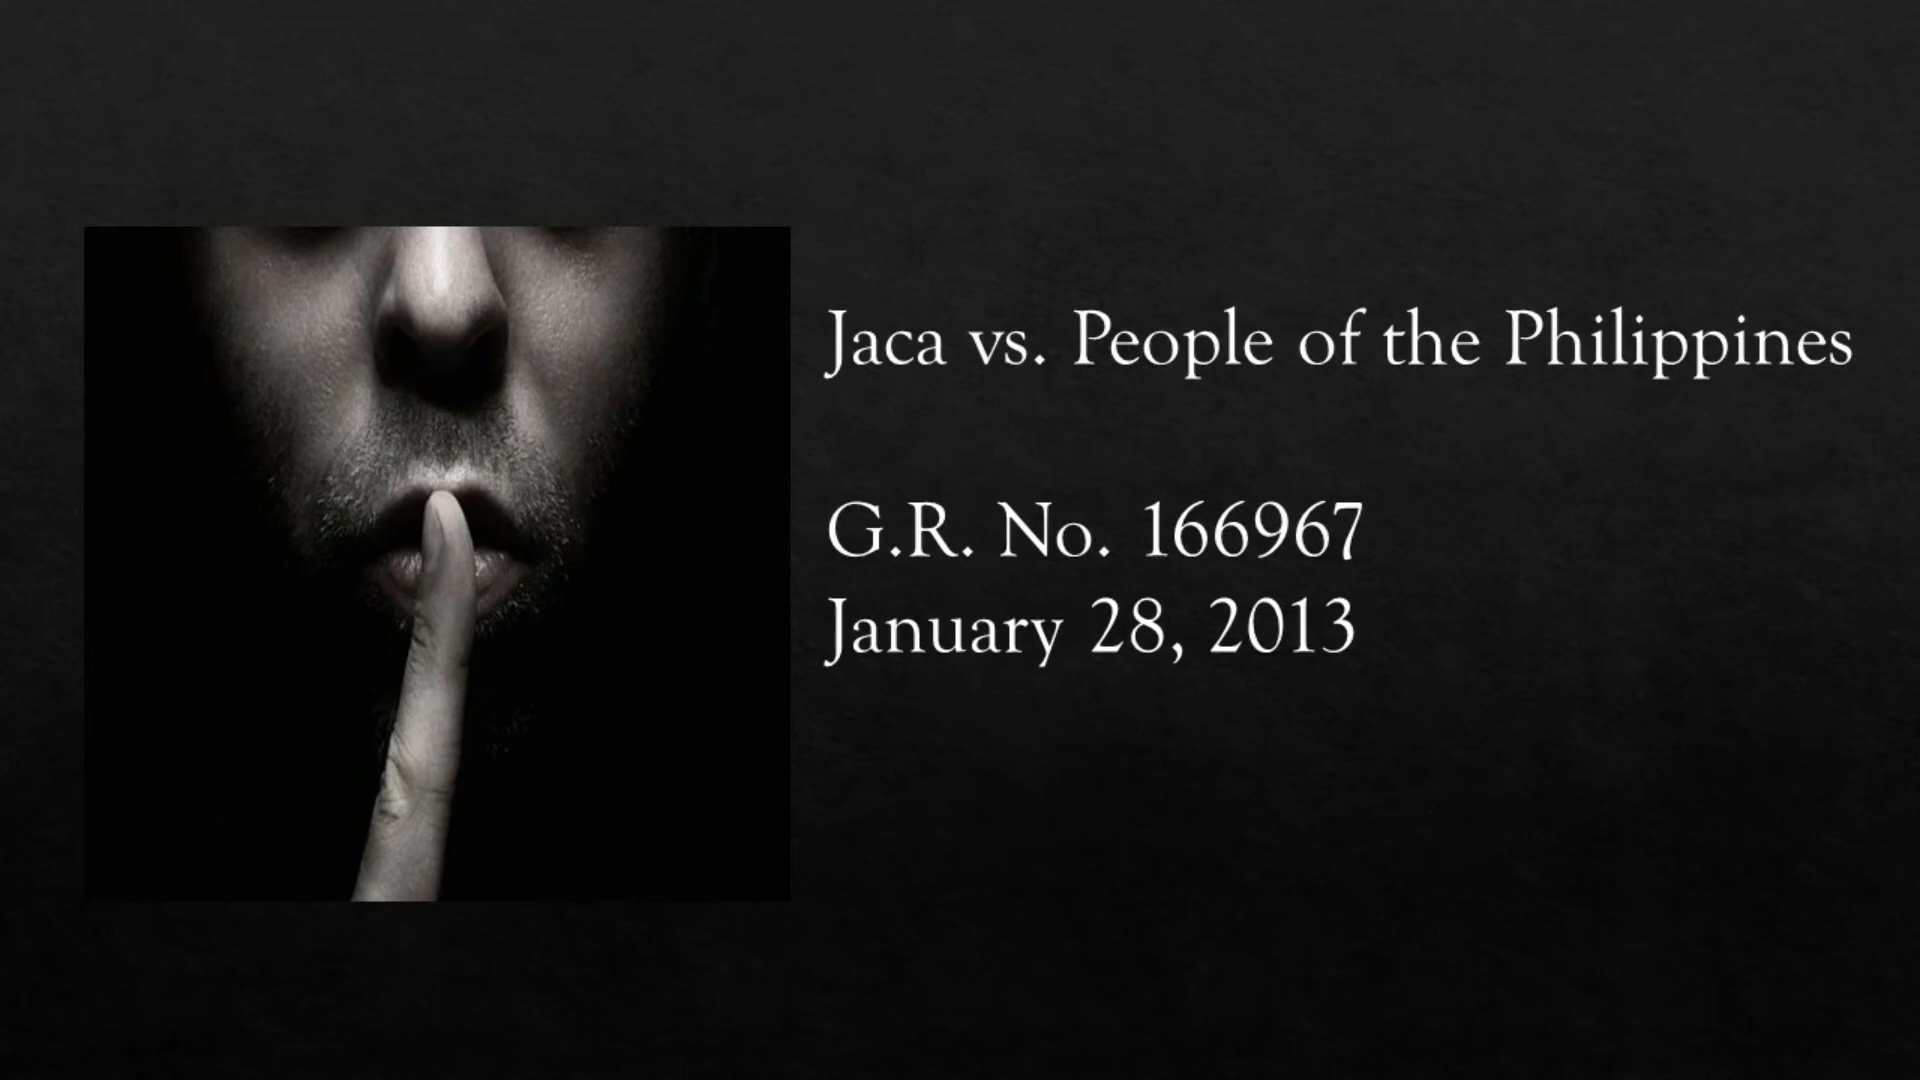 Jaca vs. People of the Philippines
G.R. No. 166967
January 28, 2013